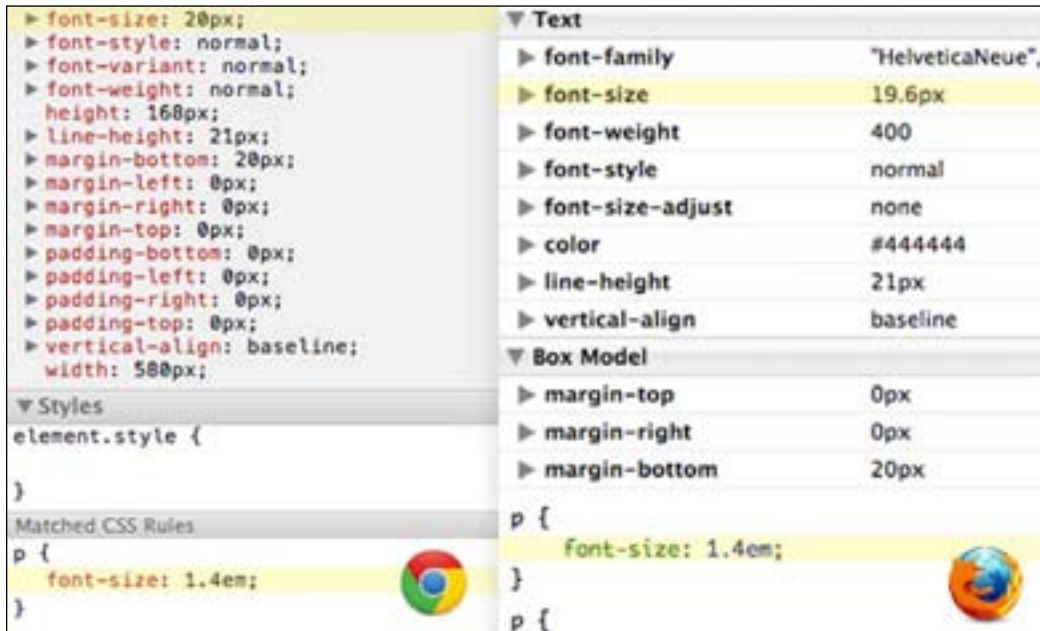 font-size: 20px;
font-style: normal;
font-variant: normal;
font-weight: normal;
height: 168px;
line-height: 21px;
margin-bottom: 20px;
margin-left: 0px;
margin-right: 0px;
margin-top: 0px;
padding-bottom: 0px;
padding-left: 0px;
padding-right: 0px;
padding-top: 0px;
vertical-align: baseline;
width: 580px;
Styles
element.style {
}
Matched CSS Rules
p {
font-size: 1.4em;
}
Text
font-family "HelveticaNeue",
font-size 19.6px
font-weight 400
font-style normal
font-size-adjust none
color #444444
line-height 21px
vertical-align baseline
Box Model
margin-top 0px
margin-right 0px
margin-bottom 20px
p {
font-size: 1.4em;
}
p {